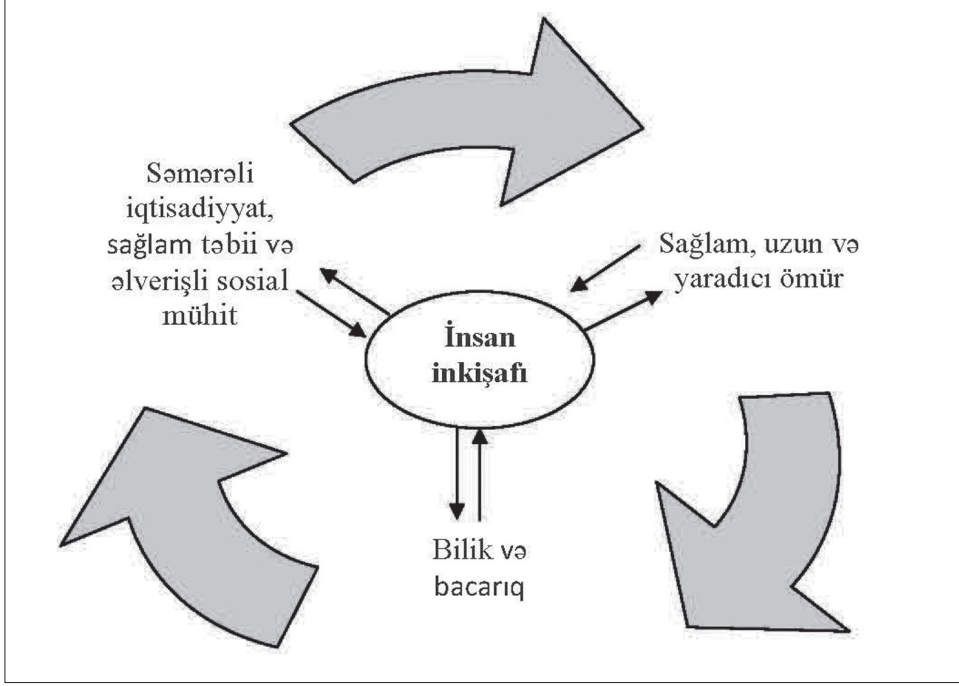 Səmərəli
iqtisadiyyat,
sağlam təbii və
əlverişli sosial
mühit
Sağlam, uzun və
yaradıcı ömür
İnsan
inkişafı
Bilik və
bacarıq